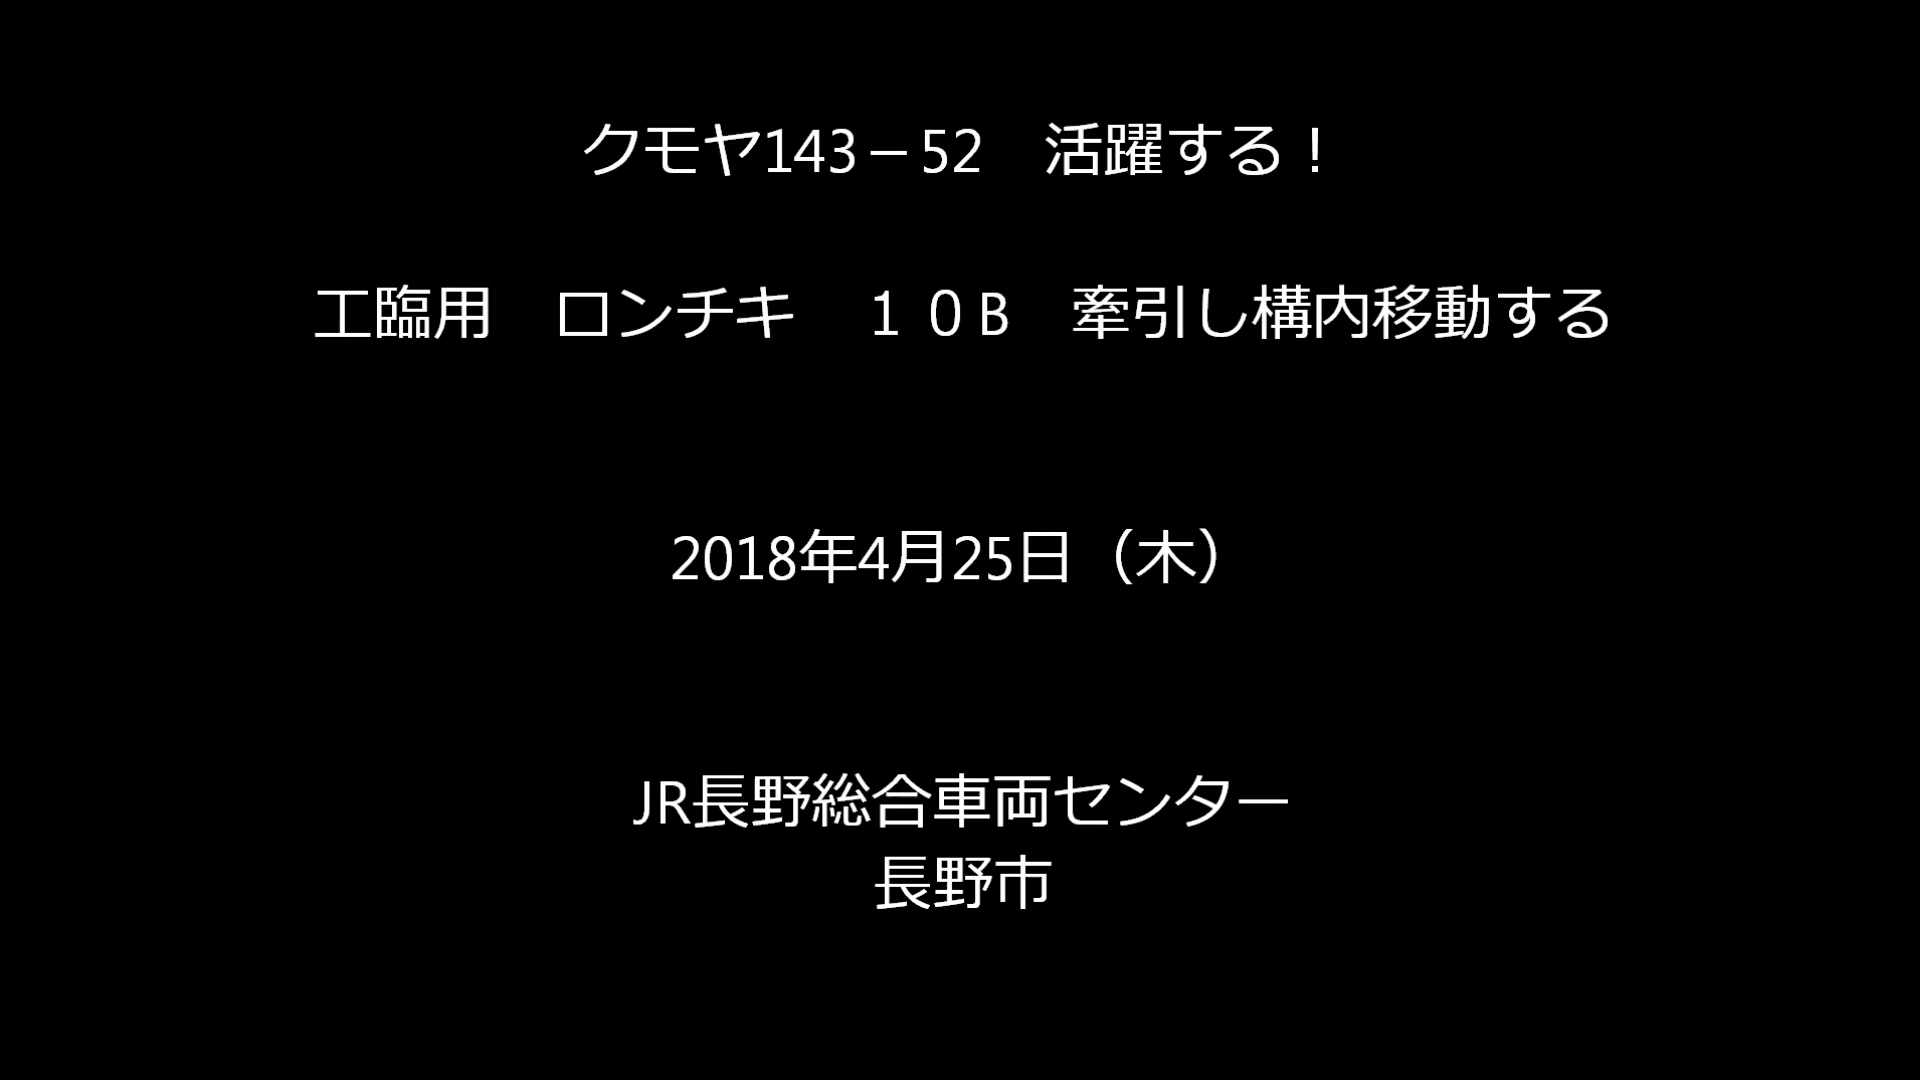 クモヤ143－52　活躍する！
工臨用　ロンチキ　１０B　牽引し構内移動する
2018年4月25日（木）
JR長野総合車両センター
長野市